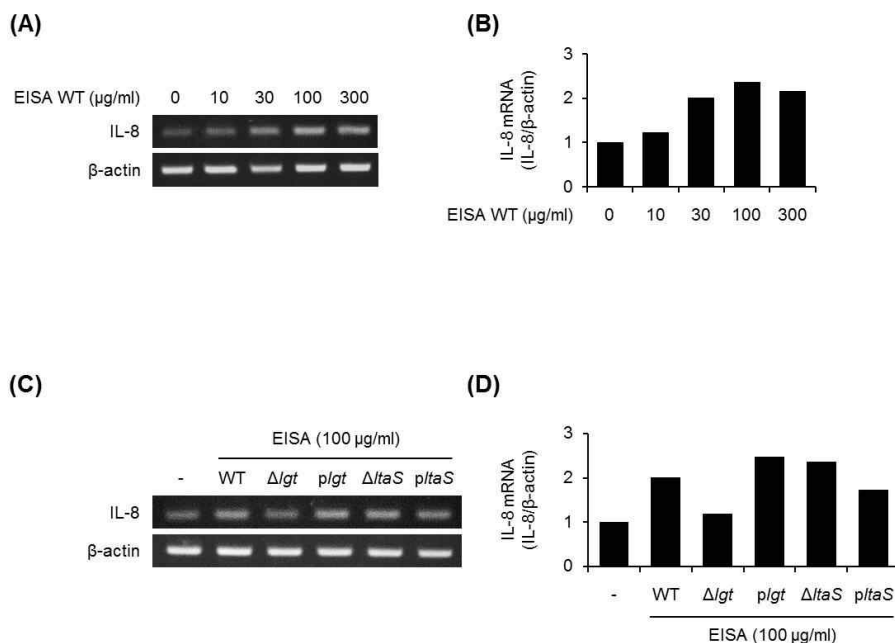 (A)
EISA WT (μg/ml) 0 10 30 100 300
IL-8
β-actin
(B)
IL-8 mRNA
(IL-8/β-actin)
3
2
1
0
EISA WT (μg/ml) 0 10 30 100 300
(C)
EISA (100 μg/ml)
- WT Δlgt plgt ΔltaS pltaS
IL-8
β-actin
(D)
IL-8 mRNA
(IL-8/β-actin)
3
2
1
0
- WT Δlgt plgt ΔltaS pltaS
EISA (100 μg/ml)